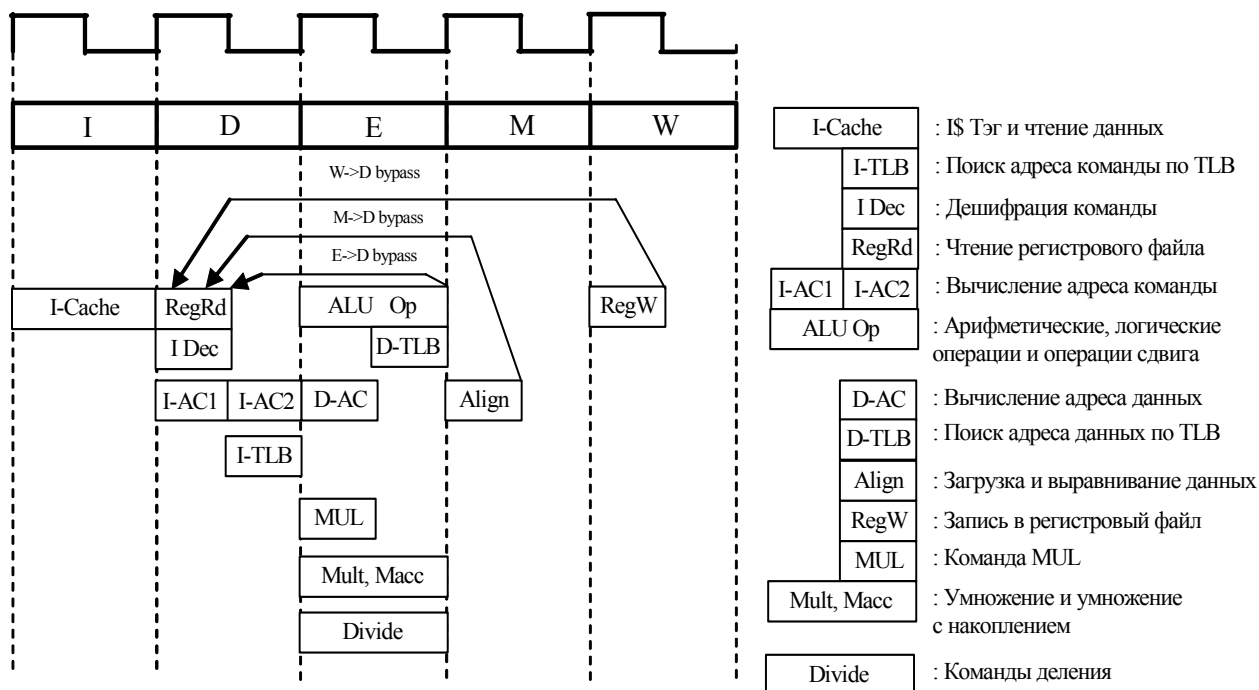 I D E M W
W->D bypass
M->D bypass
E->D bypass
I-Cache RegRd ALU Op RegW
I Dec D-TLB
I-AC1 I-AC2 D-AC Align
I-TLB
MUL
Mult, Macc
Divide
I-Cache : I$ Тэг и чтение данных
I-TLB : Поиск адреса команды по TLB
I Dec : Дешифрация команды
RegRd : Чтение регистрового файла
I-AC1 I-AC2 : Вычисление адреса команды
ALU Op : Арифметические, логические
операции и операции сдвига
D-AC : Вычисление адреса данных
D-TLB : Поиск адреса данных по TLB
Align : Загрузка и выравнивание данных
RegW : Запись в регистровый файл
MUL : Команда MUL
Mult, Macc : Умножение и умножение
с накоплением
Divide : Команды деления